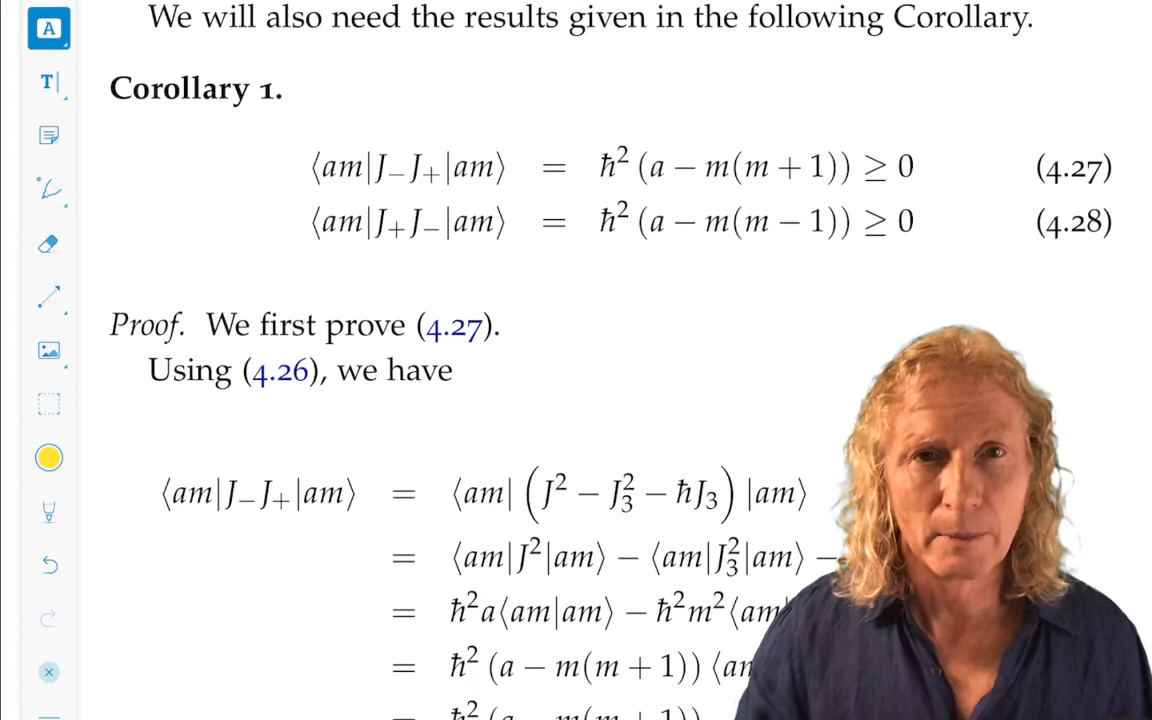 We will also need the results given in the following Corollary.
Corollary 1.
⟨am|J₋J₊|am⟩ = ℏ² (a − m(m + 1)) ≥ 0 (4.27)
⟨am|J₊J₋|am⟩ = ℏ² (a − m(m − 1)) ≥ 0 (4.28)
Proof. We first prove (4.27).
Using (4.26), we have
⟨am|J₋J₊|am⟩ = ⟨am| (J² − J₃² − ℏJ₃) |am⟩
= ⟨am|J²|am⟩ − ⟨am|J₃²|am⟩ −
= ℏ²a⟨am|am⟩ − ℏ²m²⟨am
= ℏ² (a − m(m + 1)) ⟨am
= ℏ² (a − m(m + 1))